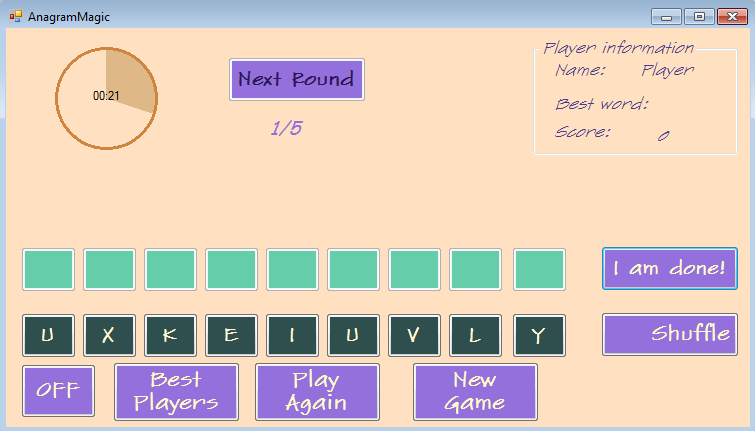 AnagramMagic
00:21
Next Round
1/5
Player information
Name: Player
Best word:
Score: 0
I am done!
U X K E I U V L Y
Shuffle
OFF
Best
Players
Play
Again
New
Game